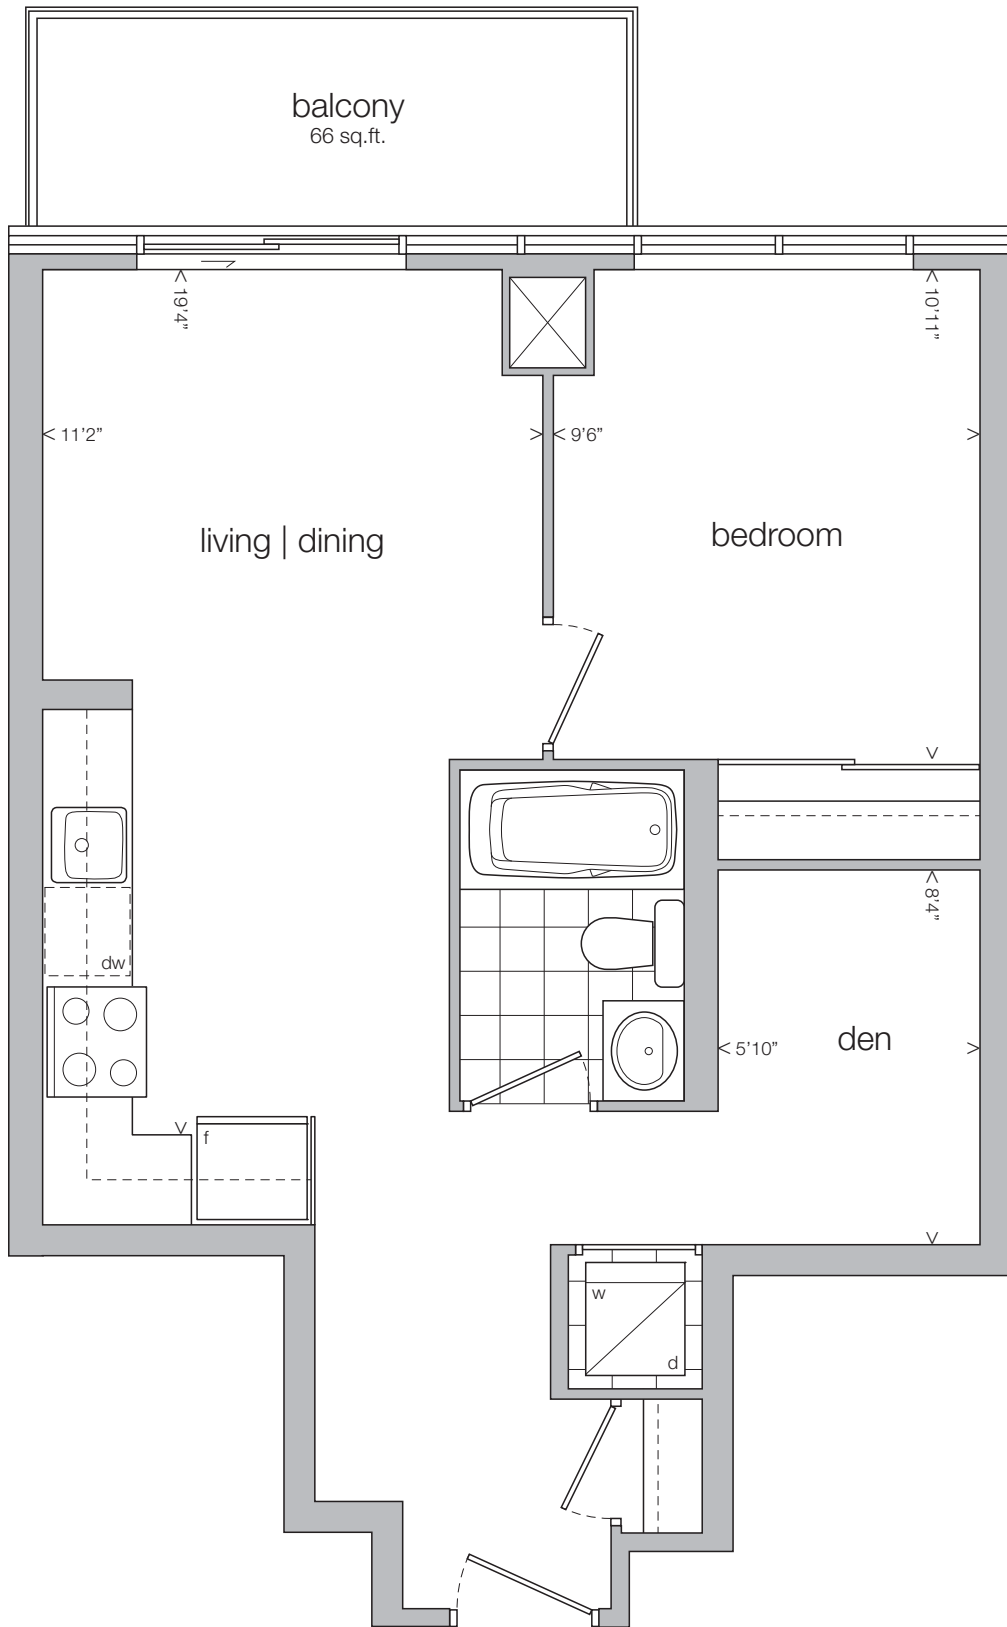 balcony
66 sq.ft.
19’4”
10’11”
11’2”
9’6”
living | dining
bedroom
8’4”
dw
den
5’10”
f
w
d